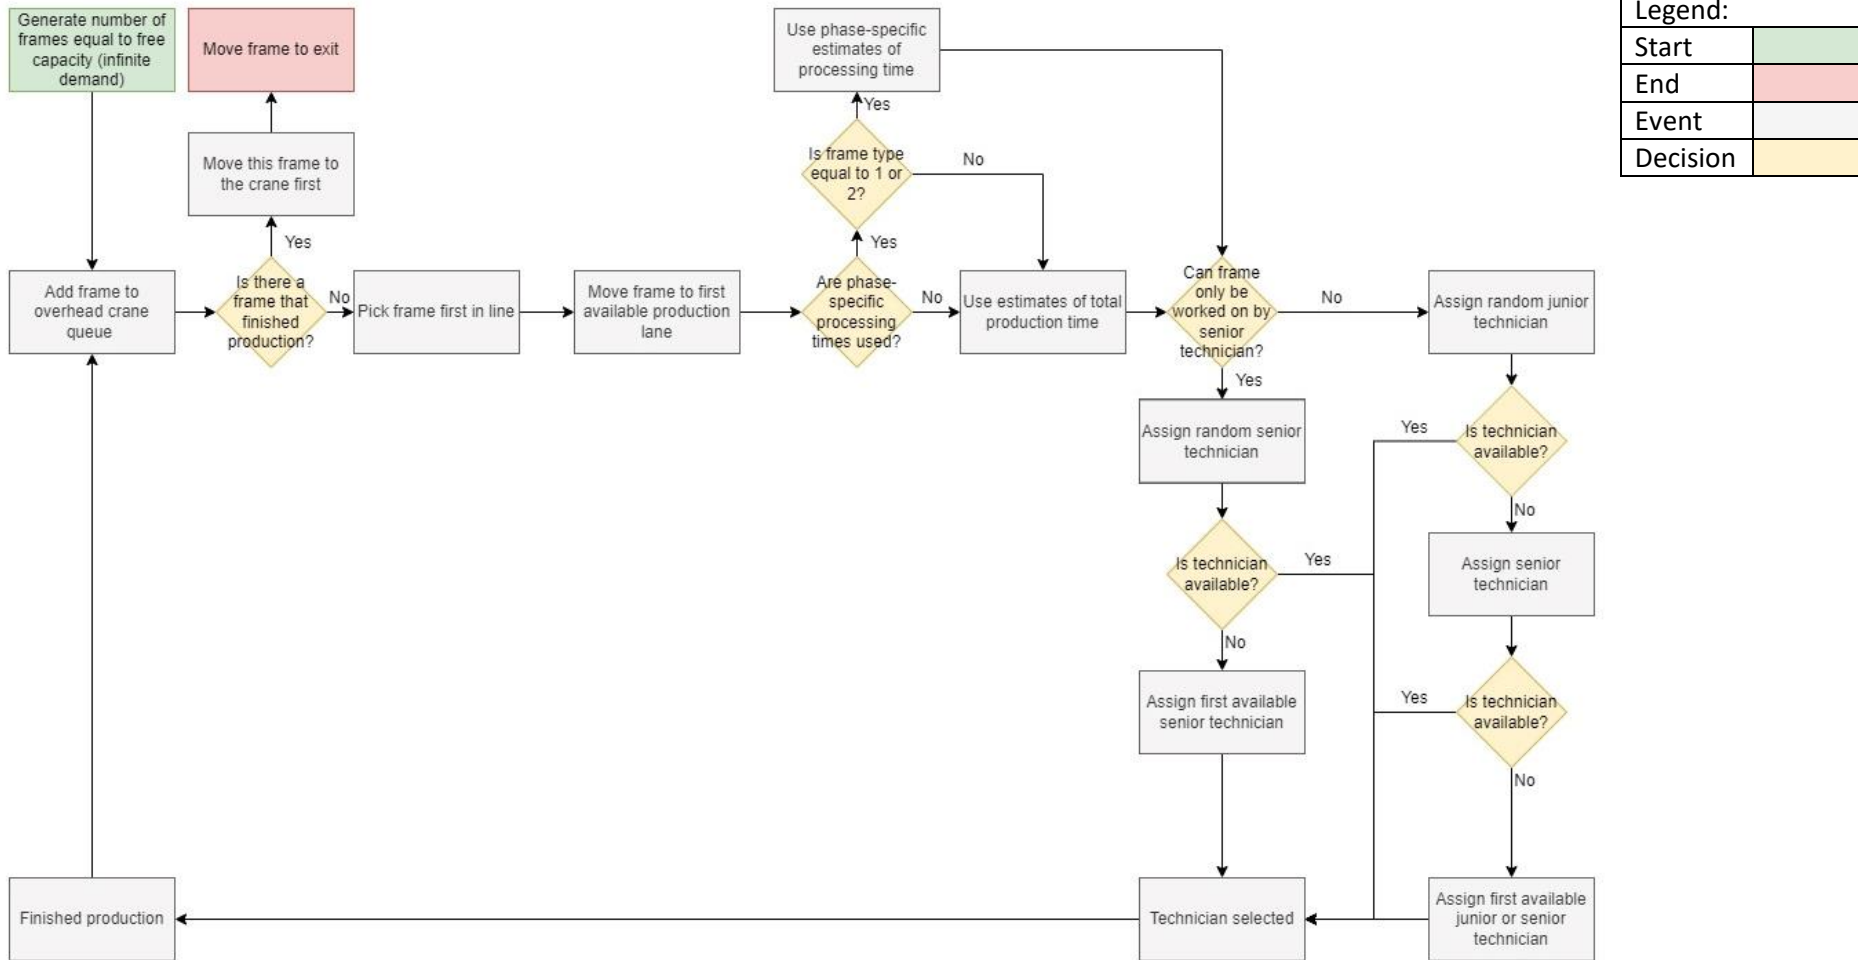 Generate number of
frames equal to free
capacity (infinite
demand)
Move frame to exit
Use phase-specific
estimates of
processing time
Legend:
Start
End
Event
Decision
Yes
Move this frame to
the crane first
Is frame type
equal to 1 or
2?
No
Yes
Yes
Add frame to
overhead crane
queue
Is there a
frame that
finished
production?
No
Pick frame first in line
Move frame to first
available production
lane
Are phase-
specific
processing
times used?
No
Use estimates of total
production time
Can frame
only be
worked on by
senior
technician?
No
Assign random junior
technician
Yes
Assign random senior
technician
Yes
Is technician
available?
No
Is technician
available?
Yes
Assign senior
technician
No
Assign first available
senior technician
Yes
Is technician
available?
No
Finished production
Technician selected
Assign first available
junior or senior
technician